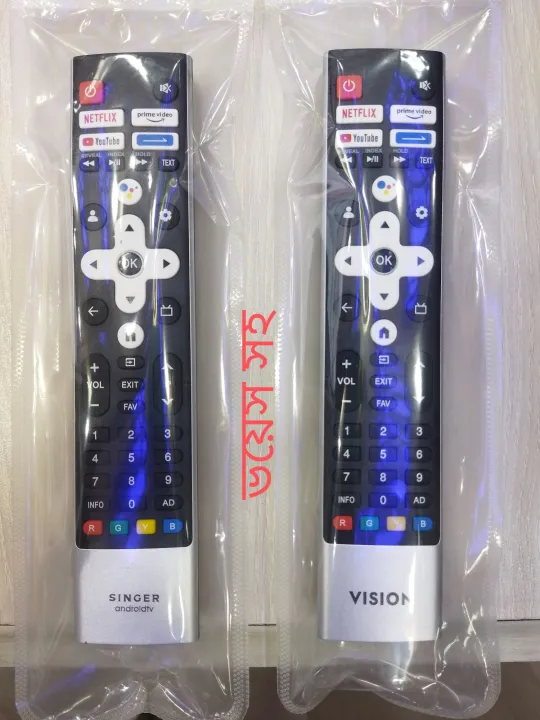 NETFLIX
prime video
YouTube
REVEAL INDEX HOLD
TEXT
OK
+
VOL
−
EXIT
FAV
1 2 3
4 5 6
7 8 9
INFO 0 AD
R G Y B
SINGER
androidtv
ভয়েস সহ
NETFLIX
prime video
YouTube
INDEX HOLD
TEXT
OK
+
VOL
−
EXIT
FAV
1 2 3
4 5 6
7 8 9
INFO 0 AD
R G B
VISION